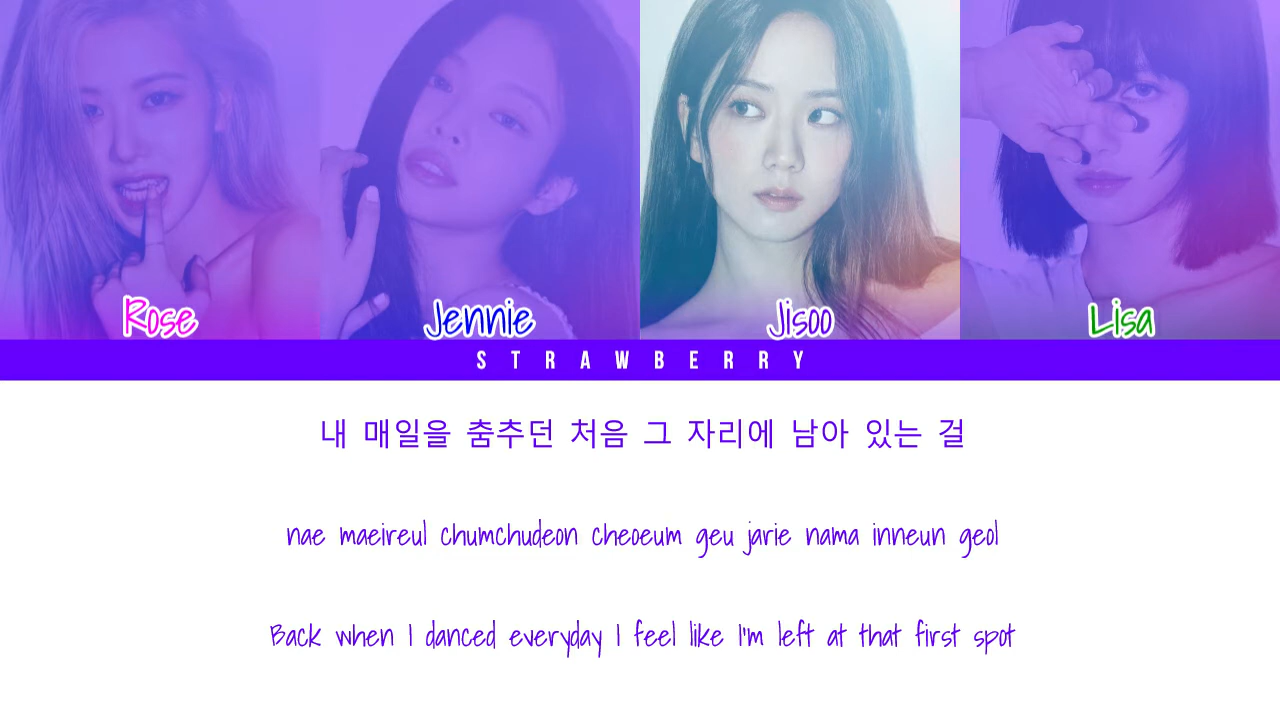 Rose Jennie Jisoo Lisa
STRAWBERRY
내 매일을 춤추던 처음 그 자리에 남아 있는 걸
nae maeireul chumchudeon cheoeum geu jarie nama inneun geol
Back when I danced everyday I feel like I'm left at that first spot